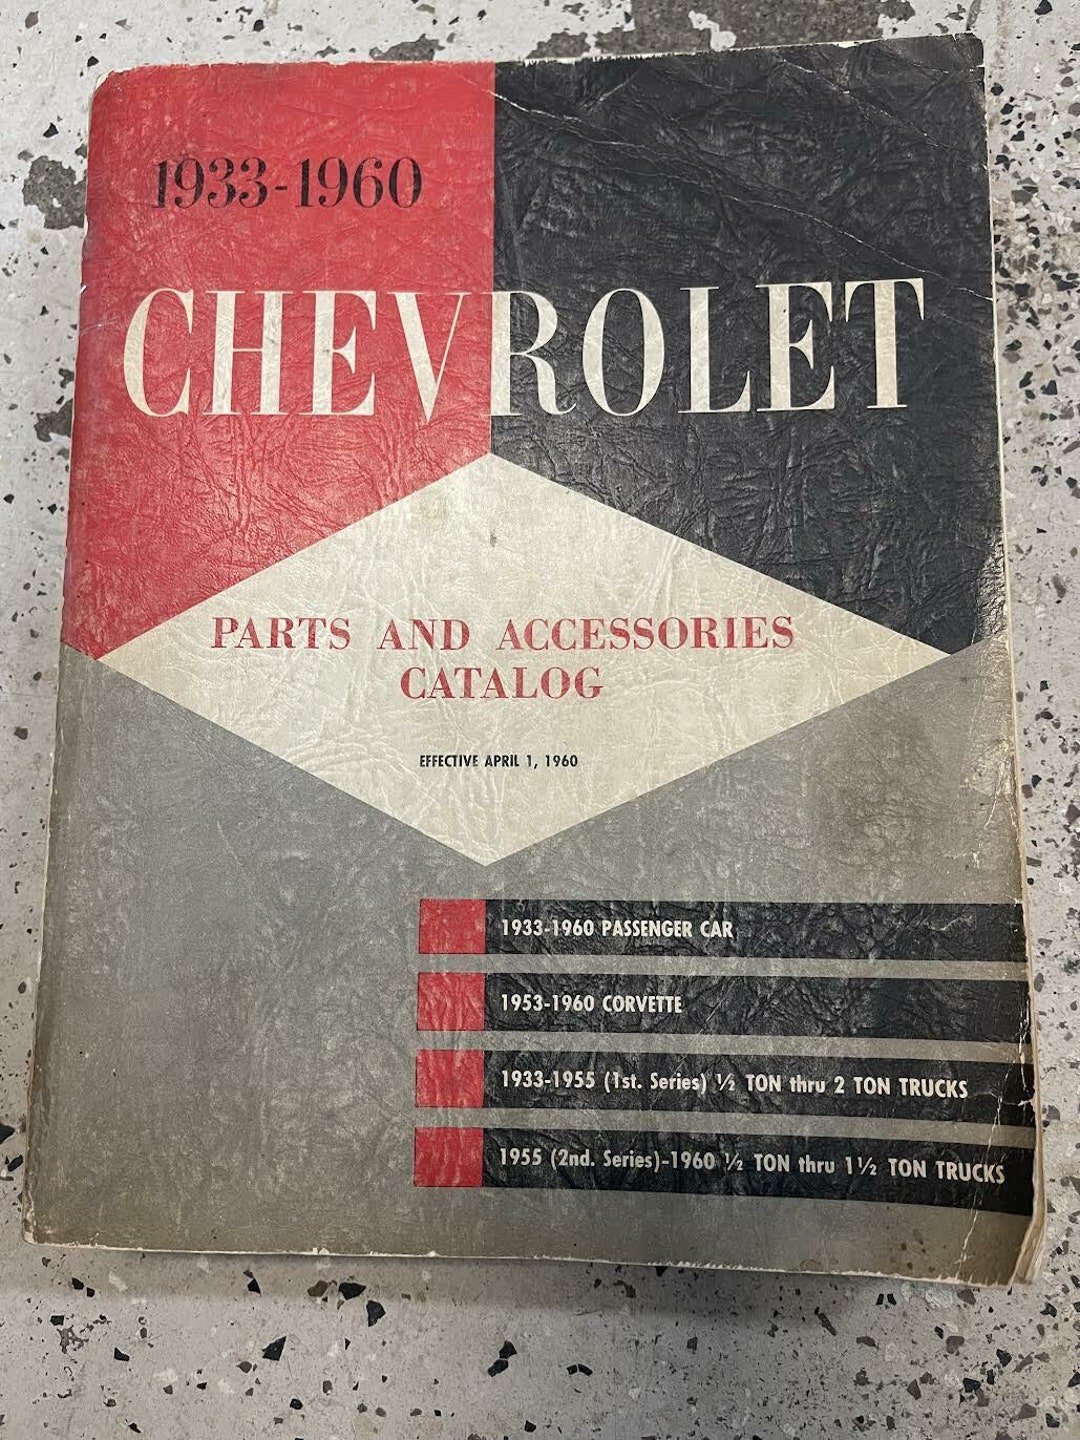 1933-1960
CHEVROLET
PARTS AND ACCESSORIES
CATALOG
EFFECTIVE APRIL 1, 1960
1933-1960 PASSENGER CAR
1953-1960 CORVETTE
1933-1955 (1st. Series) ½ TON thru 2 TON TRUCKS
1955 (2nd. Series)-1960 ½ TON thru 1½ TON TRUCKS